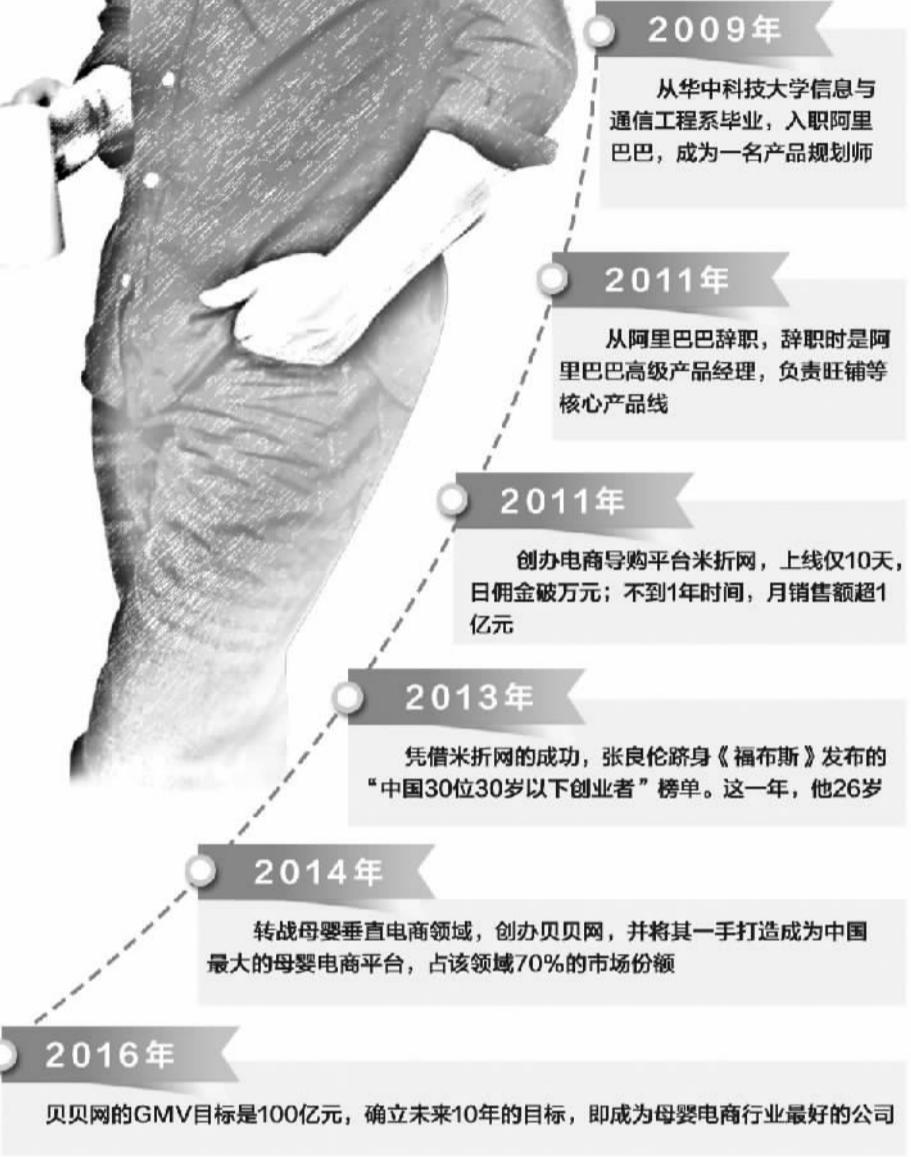 2009年
从华中科技大学信息与
通信工程系毕业，入职阿里
巴巴，成为一名产品规划师
2011年
从阿里巴巴辞职，辞职时是阿
里巴巴高级产品经理，负责旺铺等
核心产品线
2011年
创办电商导购平台米折网，上线仅10天，
日佣金破万元；不到1年时间，月销售额超1
亿元
2013年
凭借米折网的成功，张良伦跻身《福布斯》发布的
“中国30位30岁以下创业者”榜单。这一年，他26岁
2014年
转战母婴垂直电商领域，创办贝贝网，并将其一手打造成为中国
最大的母婴电商平台，占该领域70%的市场份额
2016年
贝贝网的GMV目标是100亿元，确立未来10年的目标，即成为母婴电商行业最好的公司